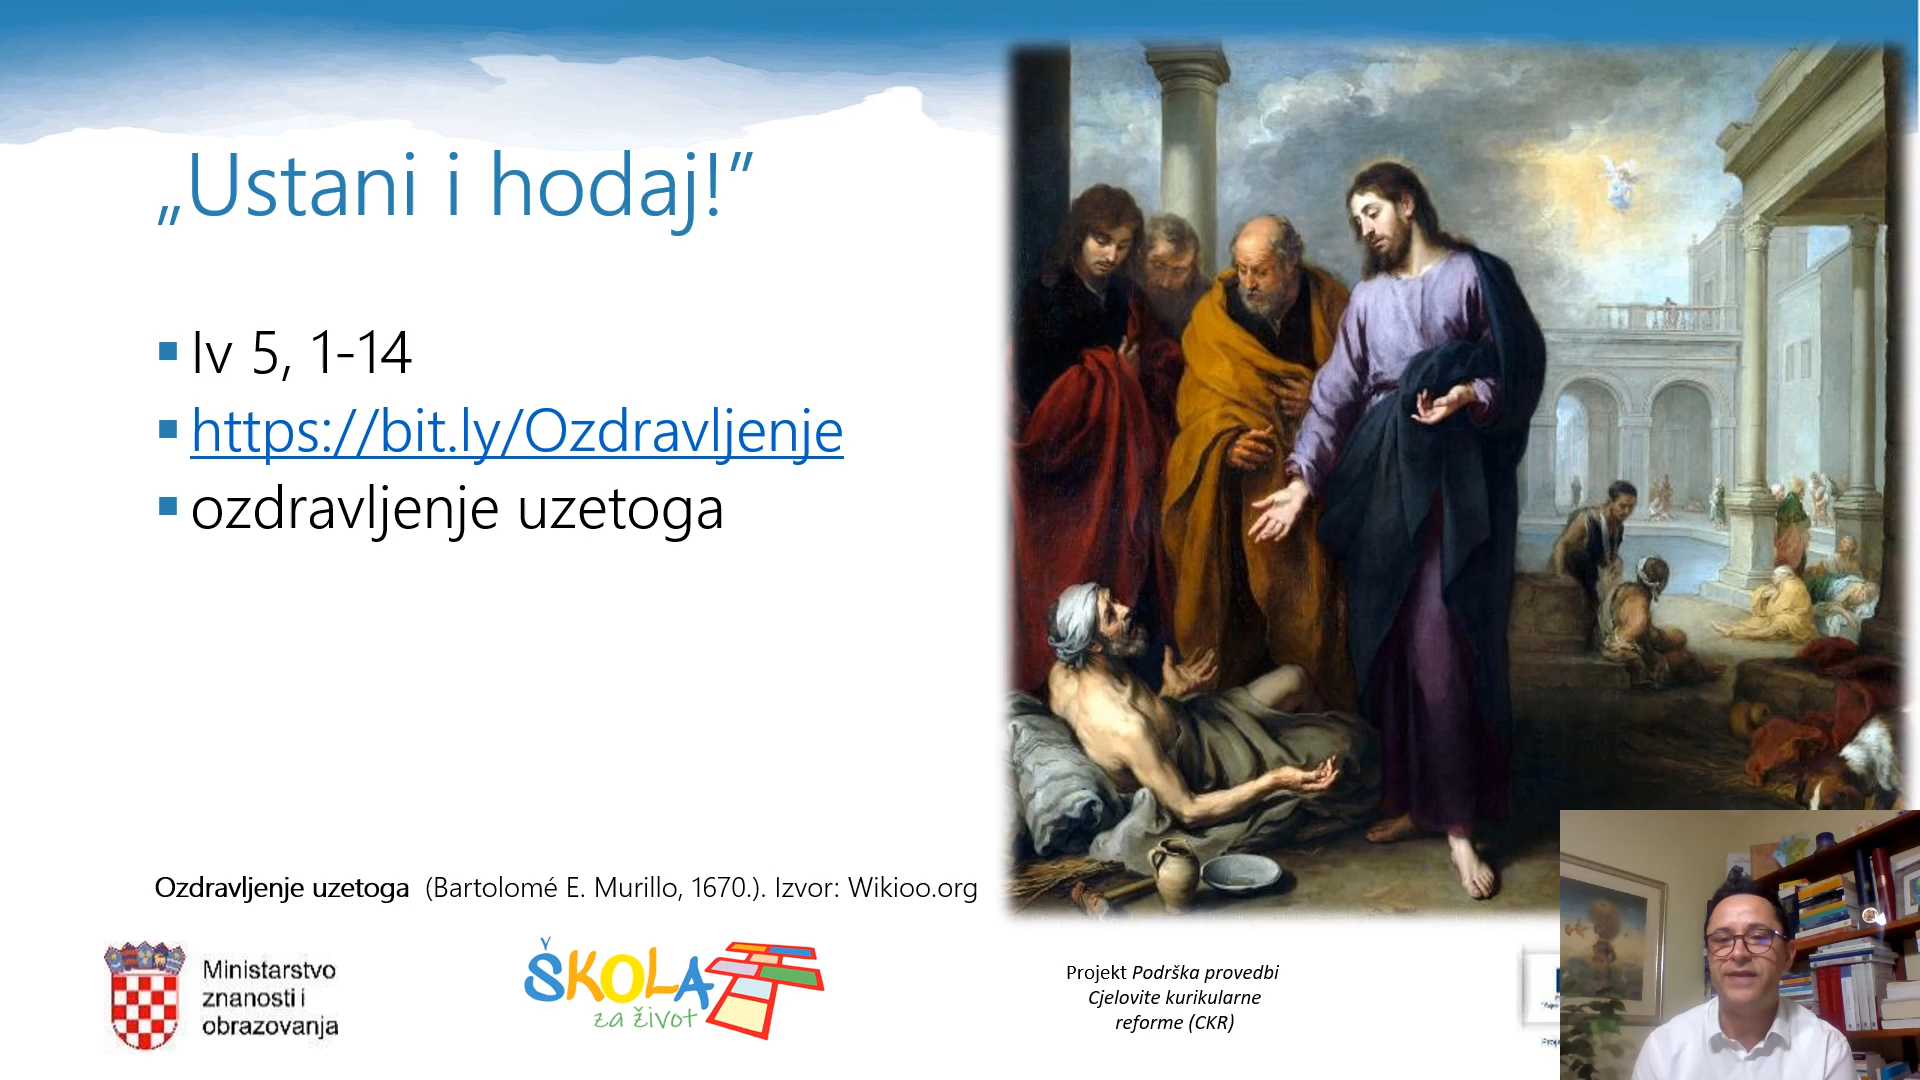 „Ustani i hodaj!”
Iv 5, 1-14
https://bit.ly/Ozdravljenje
ozdravljenje uzetoga
Ozdravljenje uzetoga (Bartolomé E. Murillo, 1670.). Izvor: Wikioo.org
Ministarstvo
znanosti i
obrazovanja
ŠKOLA
za život
Projekt Podrška provedbi
Cjelovite kurikularne
reforme (CKR)